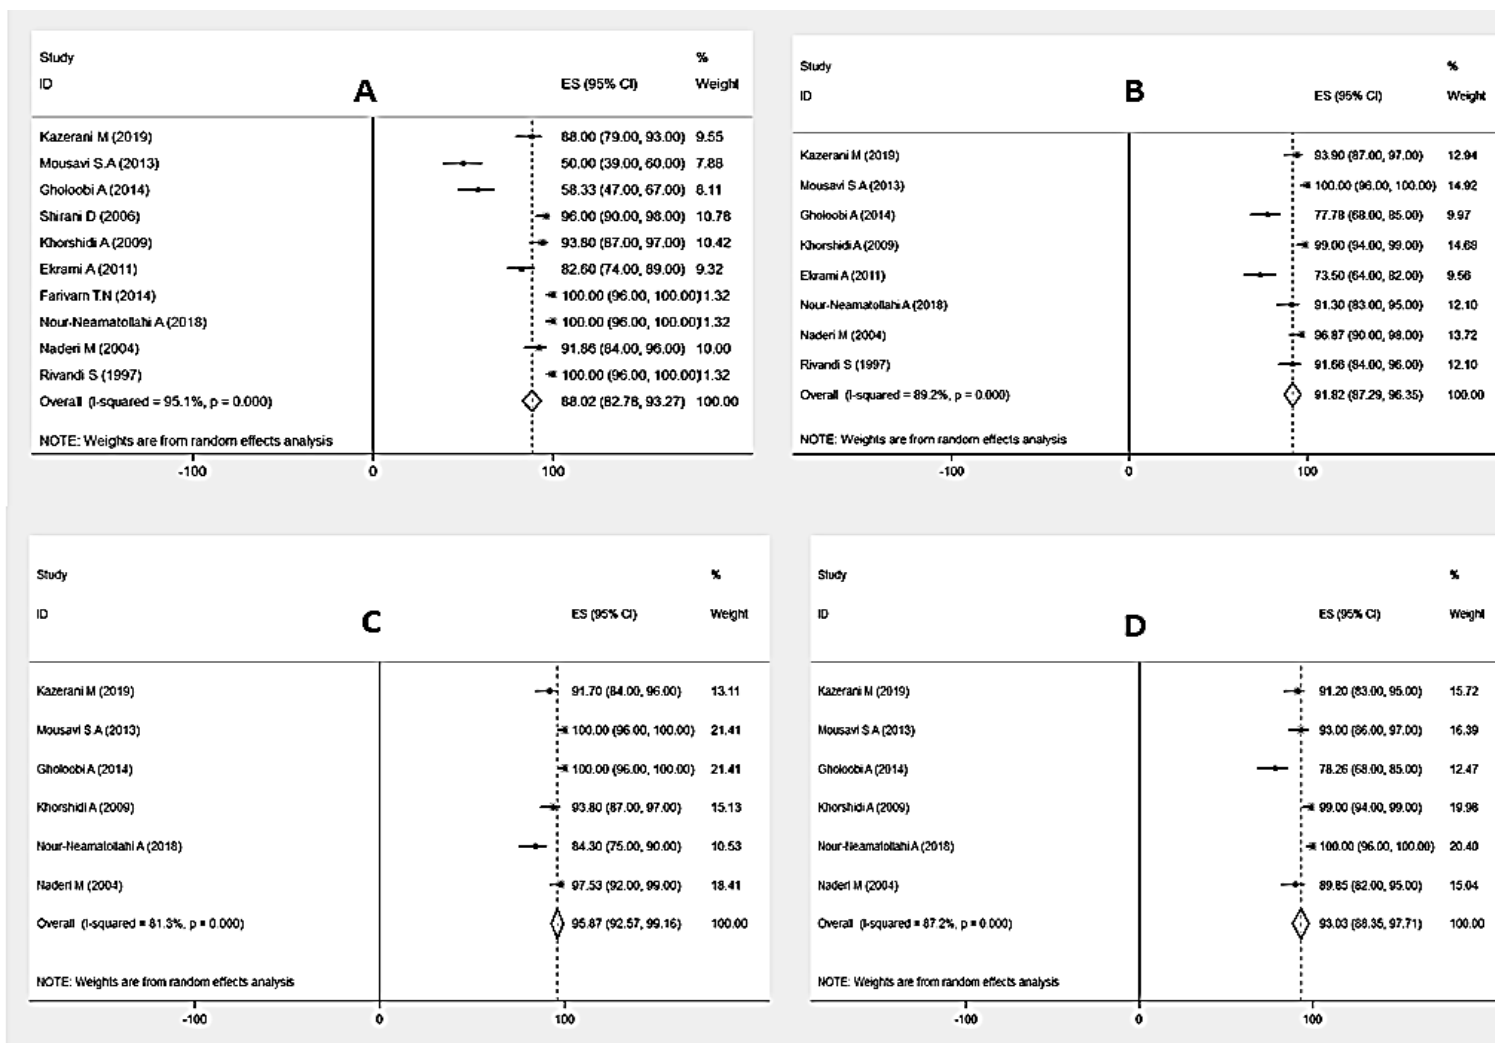 Study %
ID A ES (95% CI) Weight
Kazerani M (2019) 88.00 (79.00, 93.00) 9.55
Mousavi S.A (2013) 50.00 (39.00, 60.00) 7.88
Gholoobi A (2014) 58.33 (47.00, 67.00) 8.11
Shirani D (2006) 96.00 (90.00, 98.00) 10.78
Khorshidi A (2009) 93.80 (87.00, 97.00) 10.42
Ekrami A (2011) 82.60 (74.00, 89.00) 9.32
Farivarn T.N (2014) 100.00 (96.00, 100.00)11.32
Nour-Neamatollahi A (2018) 100.00 (96.00, 100.00)11.32
Naderi M (2004) 91.86 (84.00, 96.00) 10.00
Rivandi S (1997) 100.00 (96.00, 100.00)11.32
Overall (I-squared = 95.1%, p = 0.000) 88.02 (82.78, 93.27) 100.00
NOTE: Weights are from random effects analysis
-100 0 100
Study %
ID B ES (95% CI) Weight
Kazerani M (2019) 93.90 (87.00, 97.00) 12.94
Mousavi S.A (2013) 100.00 (96.00, 100.00) 14.92
Gholoobi A (2014) 77.78 (68.00, 85.00) 9.97
Khorshidi A (2009) 99.00 (94.00, 99.00) 14.69
Ekrami A (2011) 73.50 (64.00, 82.00) 9.56
Nour-Neamatollahi A (2018) 91.30 (83.00, 95.00) 12.10
Naderi M (2004) 96.87 (90.00, 98.00) 13.72
Rivandi S (1997) 91.66 (84.00, 96.00) 12.10
Overall (I-squared = 89.2%, p = 0.000) 91.82 (87.29, 96.35) 100.00
NOTE: Weights are from random effects analysis
-100 0 100
Study %
ID C ES (95% CI) Weight
Kazerani M (2019) 91.70 (84.00, 96.00) 13.11
Mousavi S.A (2013) 100.00 (96.00, 100.00) 21.41
Gholoobi A (2014) 100.00 (96.00, 100.00) 21.41
Khorshidi A (2009) 93.80 (87.00, 97.00) 15.13
Nour-Neamatollahi A (2018) 84.30 (75.00, 90.00) 10.53
Naderi M (2004) 97.53 (92.00, 99.00) 18.41
Overall (I-squared = 81.3%, p = 0.000) 95.87 (92.57, 99.16) 100.00
NOTE: Weights are from random effects analysis
-100 0 100
Study %
ID D ES (95% CI) Weight
Kazerani M (2019) 91.20 (83.00, 95.00) 15.72
Mousavi S.A (2013) 93.00 (86.00, 97.00) 16.39
Gholoobi A (2014) 78.26 (68.00, 85.00) 12.47
Khorshidi A (2009) 99.00 (94.00, 99.00) 19.98
Nour-Neamatollahi A (2018) 100.00 (96.00, 100.00) 20.40
Naderi M (2004) 89.85 (82.00, 95.00) 15.04
Overall (I-squared = 87.2%, p = 0.000) 93.03 (88.35, 97.71) 100.00
NOTE: Weights are from random effects analysis
-100 0 100